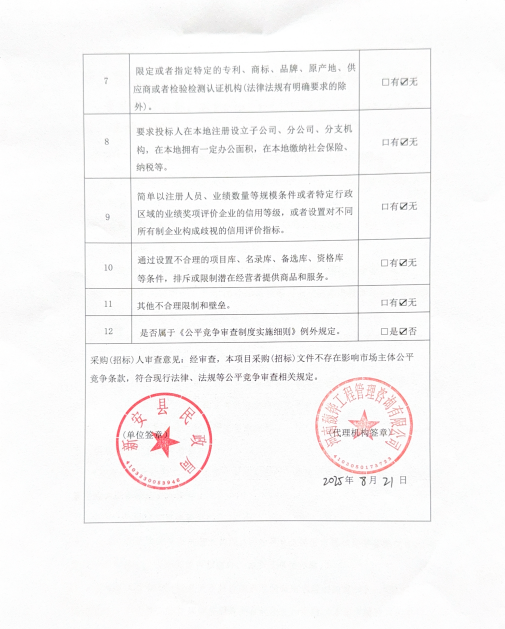 7
限定或者指定特定的专利、商标、品牌、原产地、供
应商或者检验检测认证机构(法律法规有明确要求的除
外)。
□有☑无
8
要求投标人在本地注册设立子公司、分公司、分支机
构，在本地拥有一定办公面积，在本地缴纳社会保险、
纳税等。
□有☑无
9
简单以注册人员、业绩数量等规模条件或者特定行政
区域的业绩奖项评价企业的信用等级，或者设置对不同
所有制企业构成歧视的信用评价指标。
□有☑无
10
通过设置不合理的项目库、名录库、备选库、资格库
等条件，排斥或限制潜在经营者提供商品和服务。
□有☑无
11
其他不合理限制和壁垒。
□有☑无
12
是否属于《公平竞争审查制度实施细则》例外规定。
□是☑否
采购(招标)人审查意见：经审查，本项目采购(招标)文件不存在影响市场主体公平
竞争条款，符合现行法律、法规等公平竞争审查相关规定。
新安县民政局
(单位签章)
工程管理咨询有限公司
(代理机构签章)
2025年 8月 21日